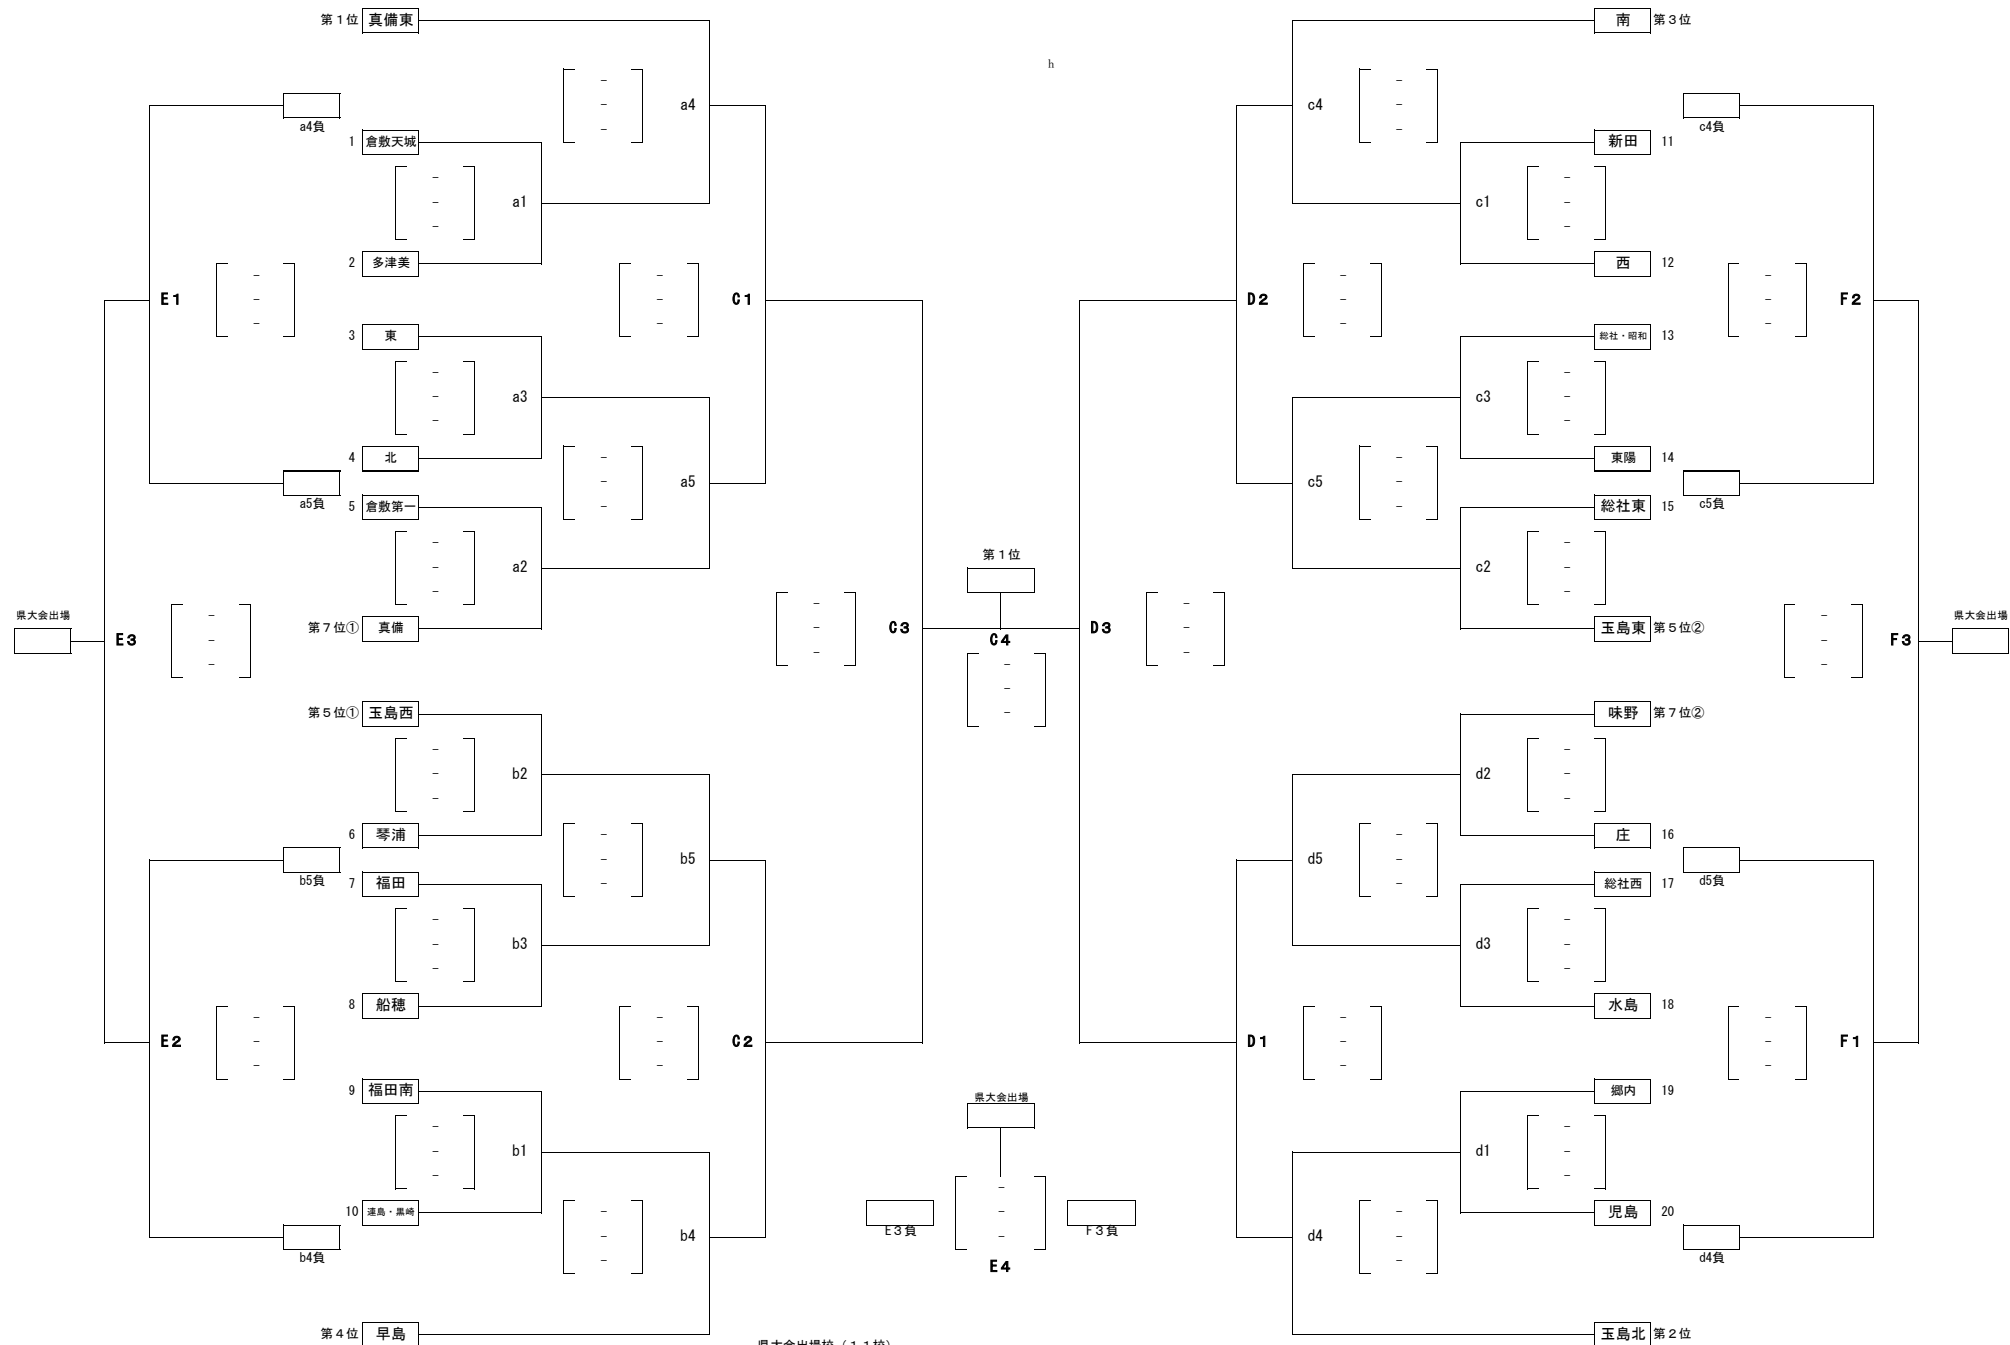 第１位 真備東
南 第３位
h
a4
c4
a4負
c4負
1 倉敷天城
新田 11
a1
c1
2 多津美
西 12
E1
C1
D2
F2
3 東
総社・昭和 13
a3
c3
4 北
東陽 14
a5
c5
a5負
c5負
5 倉敷第一
総社東 15
第１位
a2
c2
県大会出場
県大会出場
第７位① 真備
玉島東 第５位②
E3
C3
C4
D3
F3
第５位① 玉島西
味野 第７位②
b2
d2
6 琴浦
庄 16
b5
d5
b5負
d5負
7 福田
総社西 17
b3
d3
8 船穂
水島 18
E2
C2
D1
F1
9 福田南
郷内 19
県大会出場
b1
d1
10 連島・黒崎
児島 20
E３負
F３負
b4
d4
b4負
d4負
E4
第４位 早島
玉島北 第２位
県大会出場校（１１校）